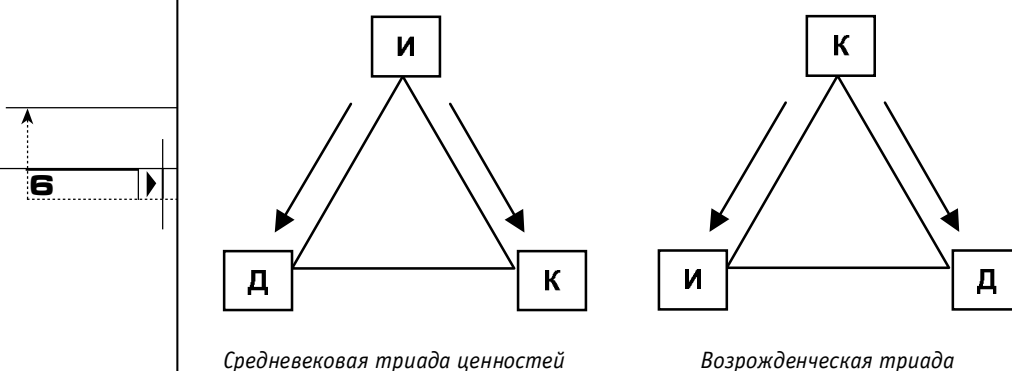 И
К
6
Д
К
И
Д
Средневековая триада ценностей
Возрожденческая триада